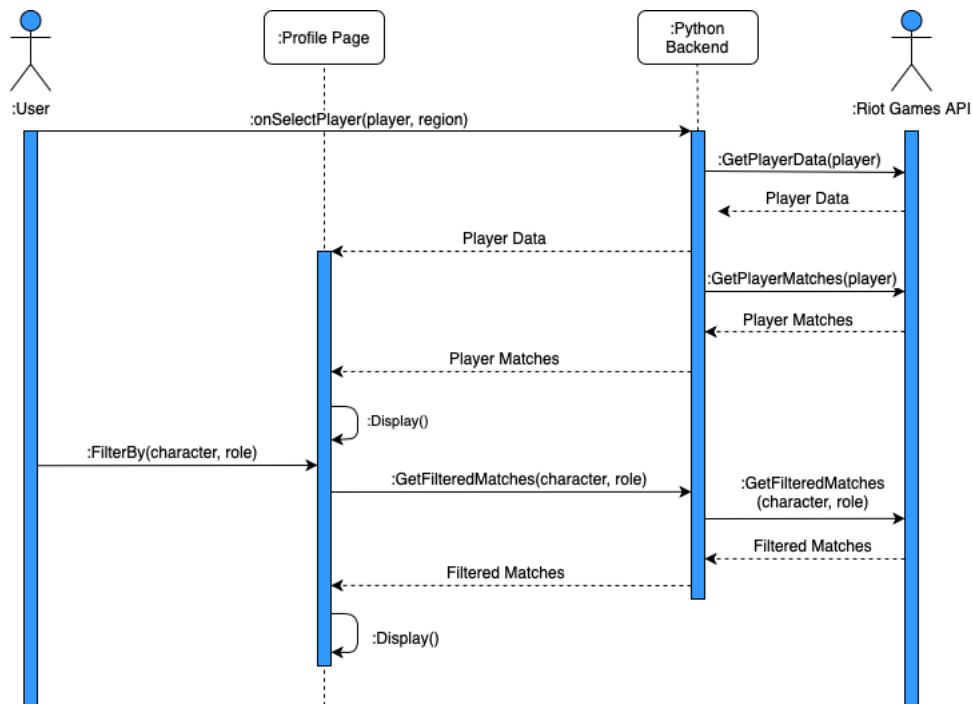 :Profile Page
:Python
Backend
:User
:Riot Games API
:onSelectPlayer(player, region)
:GetPlayerData(player)
Player Data
Player Data
:GetPlayerMatches(player)
Player Matches
Player Matches
:Display()
:FilterBy(character, role)
:GetFilteredMatches(character, role)
:GetFilteredMatches
(character, role)
Filtered Matches
Filtered Matches
:Display()